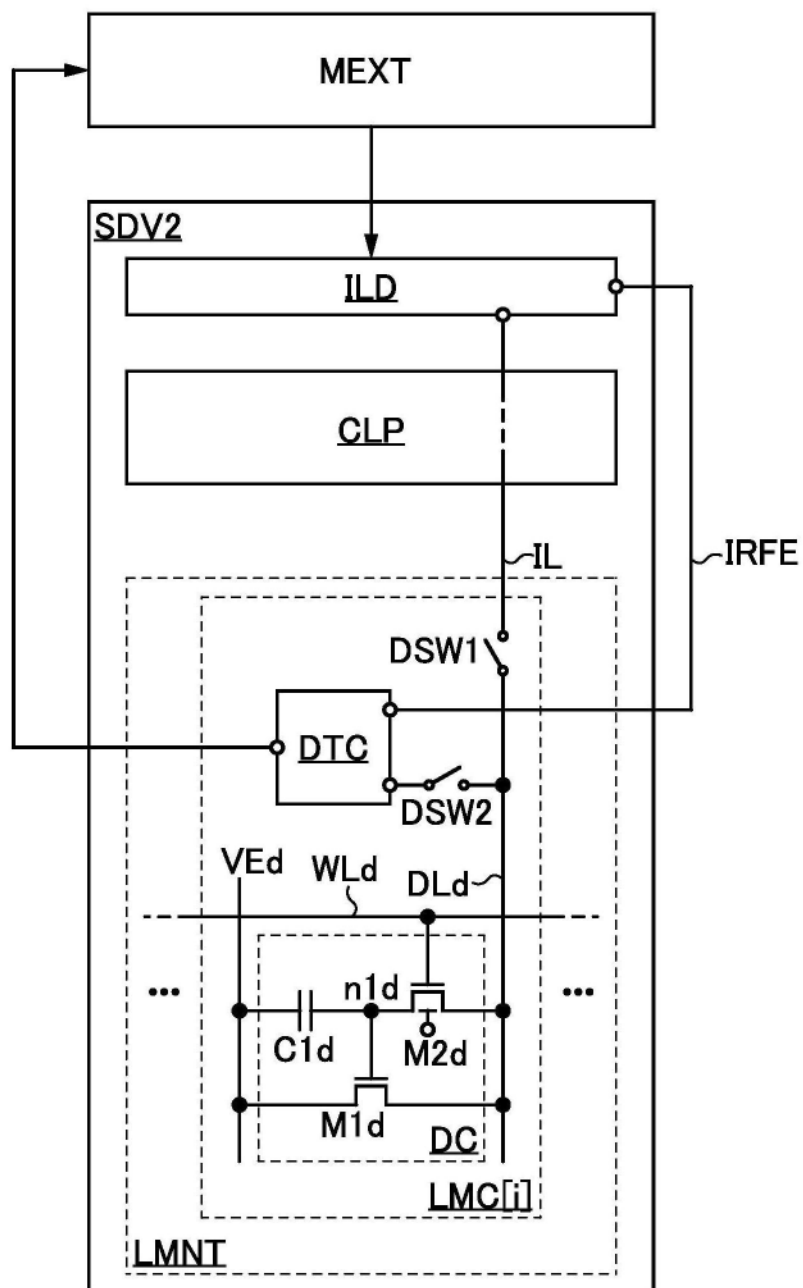 MEXT
SDV2
ILD
CLP
IL
IRFE
DSW1
DTC
DSW2
VEd
WLd
DLd
n1d
C1d
M2d
M1d
DC
LMC[i]
LMNT